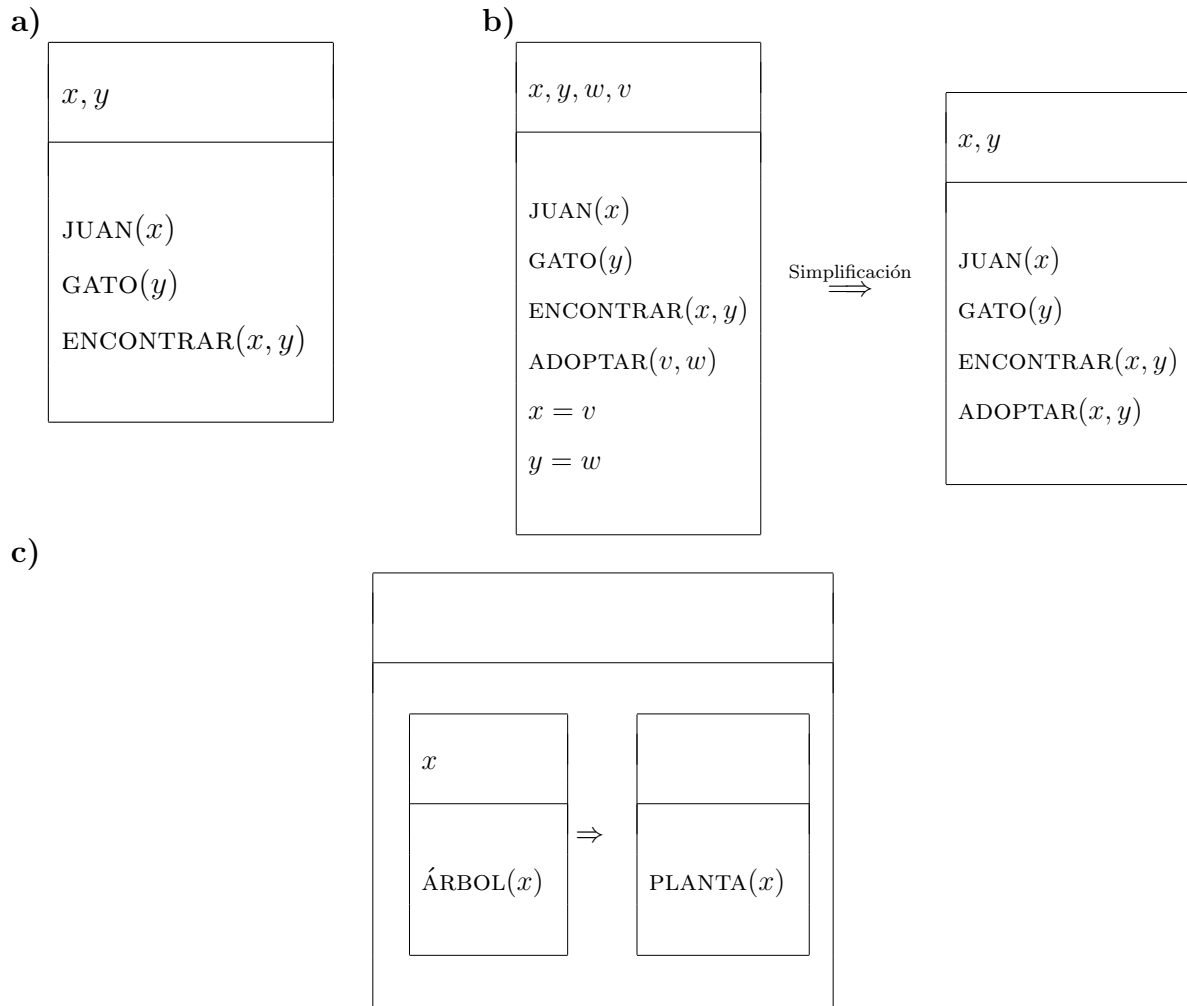 a)
x, y
JUAN(x)
GATO(y)
ENCONTRAR(x, y)
b)
x, y, w, v
JUAN(x)
GATO(y)
ENCONTRAR(x, y)
ADOPTAR(v, w)
x = v
y = w
Simplificación
⟹
x, y
JUAN(x)
GATO(y)
ENCONTRAR(x, y)
ADOPTAR(x, y)
c)
x
ÁRBOL(x)
⇒
PLANTA(x)